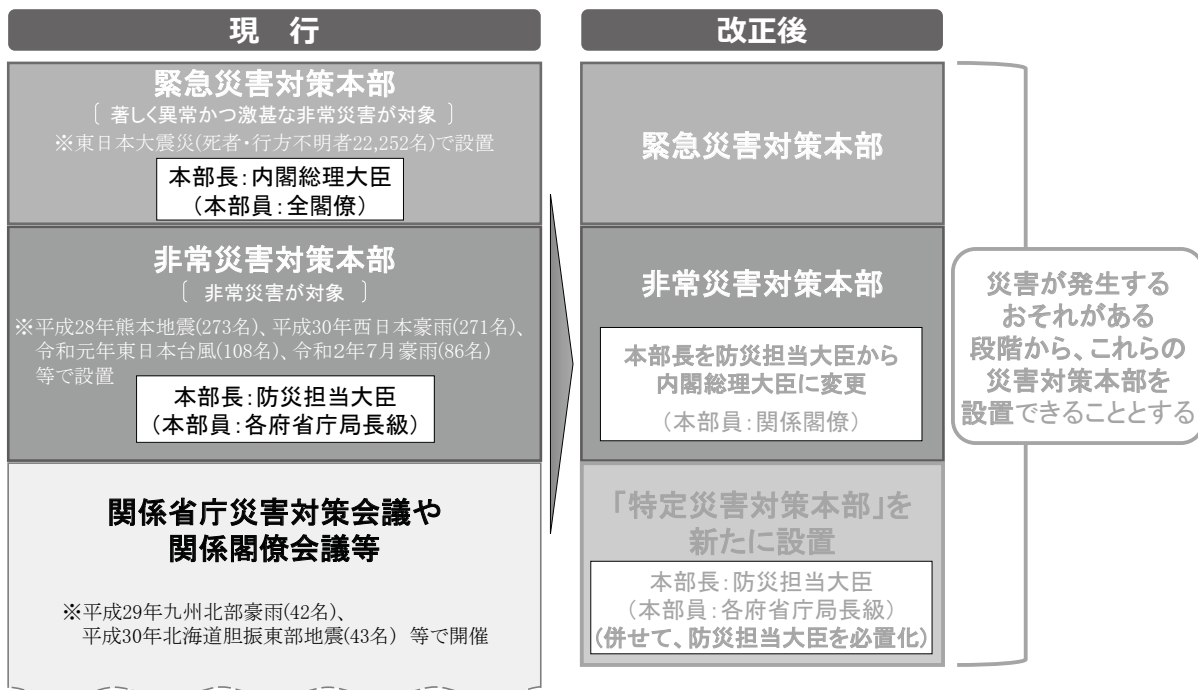 現 行
緊急災害対策本部
〔 著しく異常かつ激甚な非常災害が対象 〕
※東日本大震災(死者・行方不明者22,252名)で設置
本部長：内閣総理大臣
（本部員：全閣僚）
非常災害対策本部
〔 非常災害が対象 〕
※平成28年熊本地震(273名)、平成30年西日本豪雨(271名)、
令和元年東日本台風(108名)、令和２年７月豪雨(86名)
等で設置
本部長：防災担当大臣
（本部員：各府省庁局長級）
関係省庁災害対策会議や
関係閣僚会議等
※平成29年九州北部豪雨(42名)、
平成30年北海道胆振東部地震(43名) 等で開催
改正後
緊急災害対策本部
非常災害対策本部
本部長を防災担当大臣から
内閣総理大臣に変更
（本部員：関係閣僚）
「特定災害対策本部」を
新たに設置
本部長：防災担当大臣
（本部員：各府省庁局長級）
（併せて、防災担当大臣を必置化）
災害が発生する
おそれがある
段階から、これらの
災害対策本部を
設置できることとする